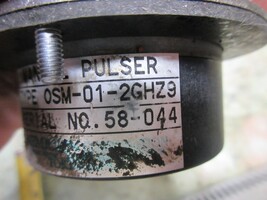 PULSER
OSM-01-2GHZ9
NO. 58-044